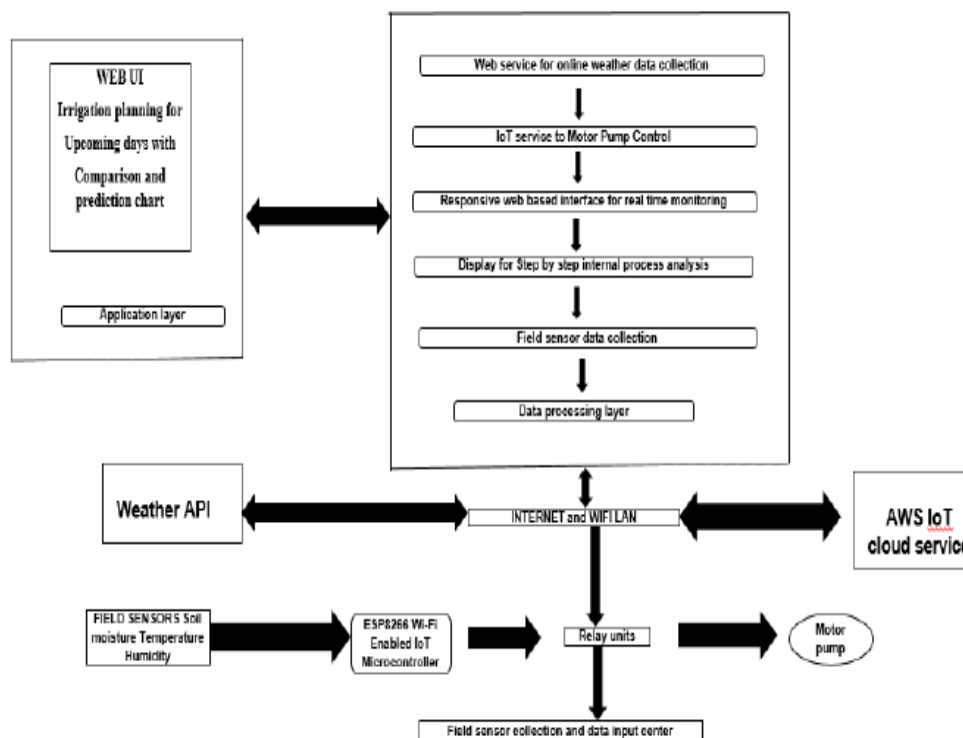 WEB UI
Irrigation planning for
Upcoming days with
Comparison and
prediction chart
Application layer
Web service for online weather data collection
IoT service to Motor Pump Control
Responsive web based interface for real time monitoring
Display for Step by step internal process analysis
Field sensor data collection
Data processing layer
Weather API
INTERNET and WIFI LAN
AWS IoT
cloud service
FIELD SENSORS Soil
moisture Temperature
Humidity
ESP8266 Wi-Fi
Enabled IoT
Microcontroller
Relay units
Motor
pump
Field sensor collection and data input center